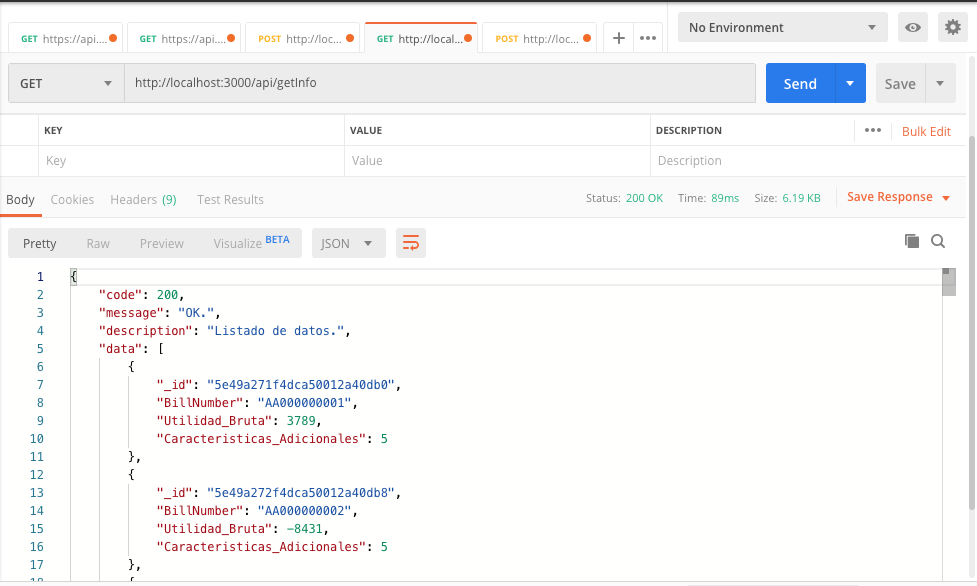 GET https://api....
GET https://api....
POST http://loc...
GET http://local...
POST http://loc...
+ •••
No Environment
GET
http://localhost:3000/api/getInfo
Send
Save
KEY VALUE DESCRIPTION ••• Bulk Edit
Key Value Description
Body Cookies Headers (9) Test Results
Status: 200 OK Time: 89ms Size: 6.19 KB Save Response
Pretty Raw Preview Visualize BETA JSON
1 {
2 "code": 200,
3 "message": "OK.",
4 "description": "Listado de datos.",
5 "data": [
6 {
7 "_id": "5e49a271f4dca50012a40db0",
8 "BillNumber": "AA000000001",
9 "Utilidad_Bruta": 3789,
10 "Caracteristicas_Adicionales": 5
11 },
12 {
13 "_id": "5e49a272f4dca50012a40db8",
14 "BillNumber": "AA000000002",
15 "Utilidad_Bruta": -8431,
16 "Caracteristicas_Adicionales": 5
17 },
18 {